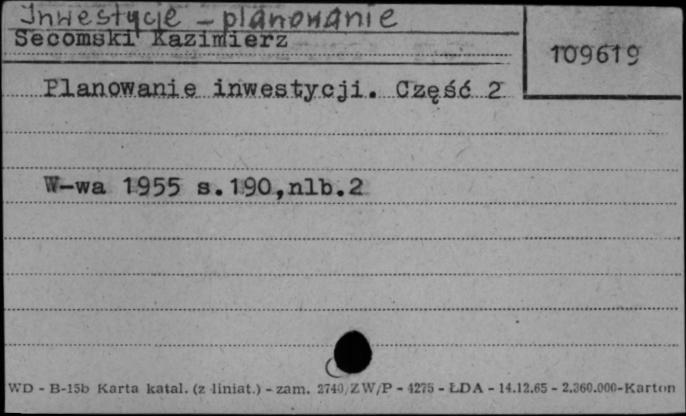 Inwestycje - planowanie
Secomski Kazimierz
109619
Planowanie inwestycji. Część 2
W-wa 1955 s.190,nlb.2
WD - B-15b Karta katal. (z liniat.) - zam. 2740/ZW/P - 4275 - ŁDA - 14.12.65 - 2.360.000-Karton